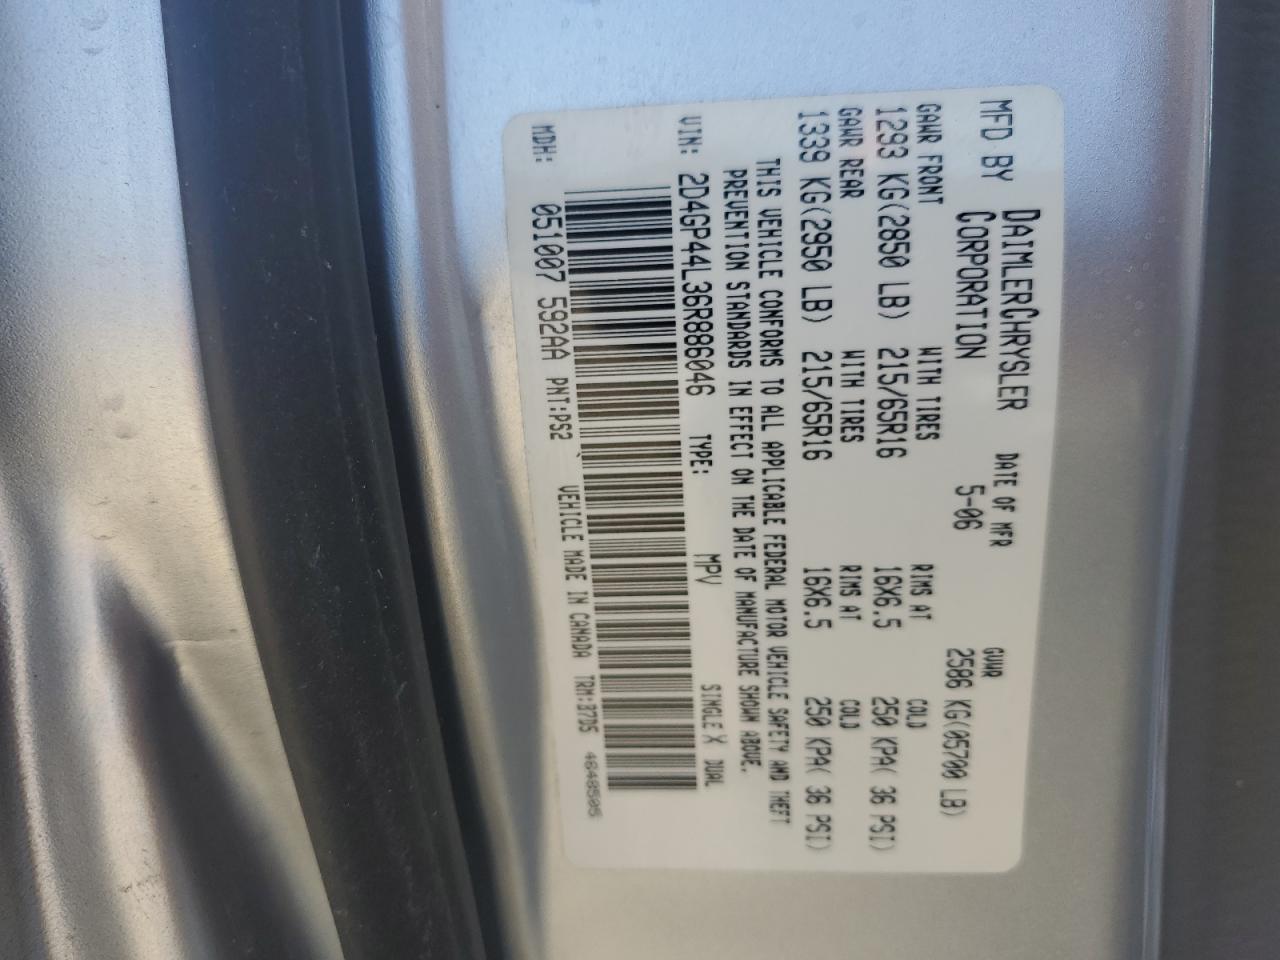 MFD BY DAIMLERCHRYSLER CORPORATION
DATE OF MFR 5-06
GVWR 2586 KG(05700 LB)
GAWR FRONT WITH TIRES RIMS AT COLD
1293 KG(2850 LB) 215/65R16 16X6.5 250 KPA( 36 PSI)
GAWR REAR WITH TIRES RIMS AT COLD
1339 KG(2950 LB) 215/65R16 16X6.5 250 KPA( 36 PSI)
THIS VEHICLE CONFORMS TO ALL APPLICABLE FEDERAL MOTOR VEHICLE SAFETY AND THEFT
PREVENTION STANDARDS IN EFFECT ON THE DATE OF MANUFACTURE SHOWN ABOVE.
VIN: 2D4GP44L36R886046 TYPE: MPV SINGLE X DUAL
MDH: 051007 592AA PNT:PS2 VEHICLE MADE IN CANADA TRM:B7D5 4648505